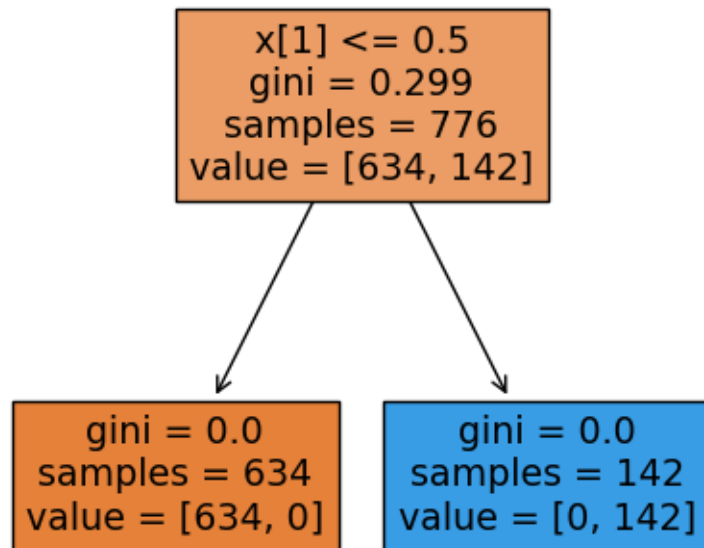 x[1] <= 0.5
gini = 0.299
samples = 776
value = [634, 142]
gini = 0.0
samples = 634
value = [634, 0]
gini = 0.0
samples = 142
value = [0, 142]